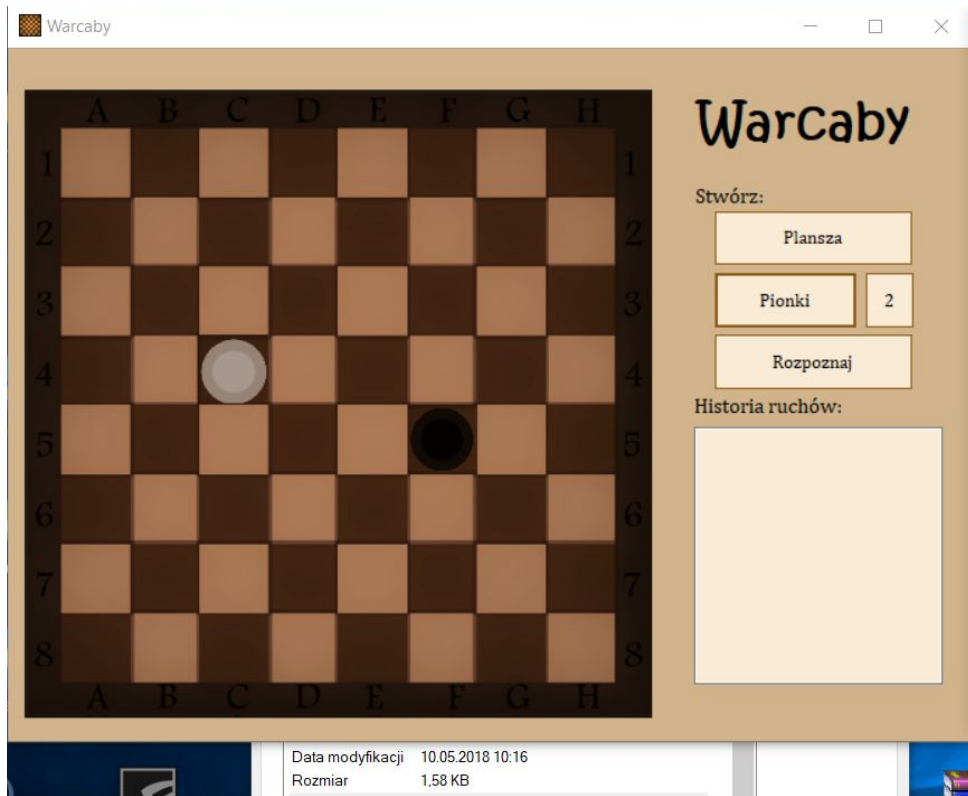 Warcaby
A B C D E F G H
1 1
2 2
3 3
4 4
5 5
6 6
7 7
8 8
A B C D E F G H
Warcaby
Stwórz:
Plansza
Pionki 2
Rozpoznaj
Historia ruchów:
Data modyfikacji 10.05.2018 10:16
Rozmiar 1,58 KB